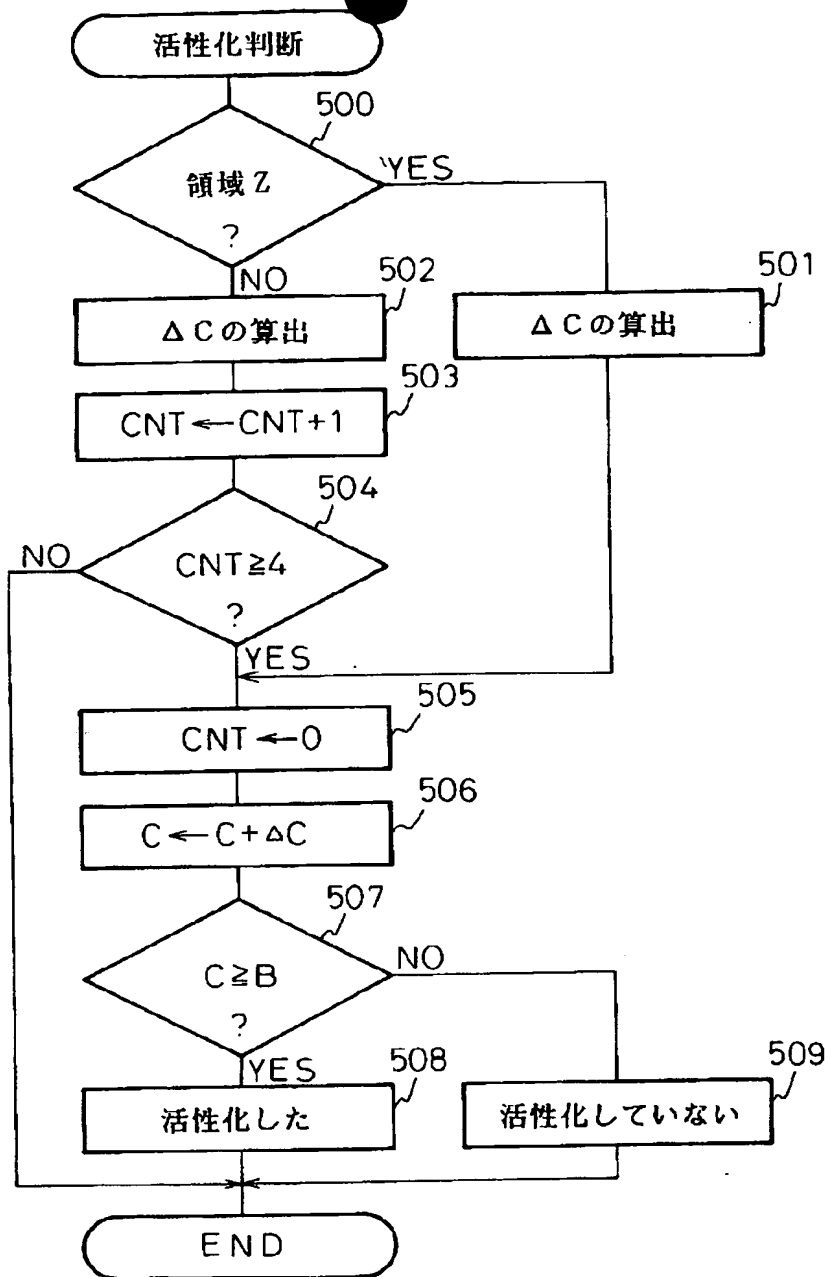 活性化判断
500
領域Z
?
YES
NO
502
ΔCの算出
501
ΔCの算出
503
CNT←CNT+1
504
CNT≧4
?
NO
YES
505
CNT←0
506
C←C+ΔC
507
C≧B
?
NO
YES
508
活性化した
509
活性化していない
END